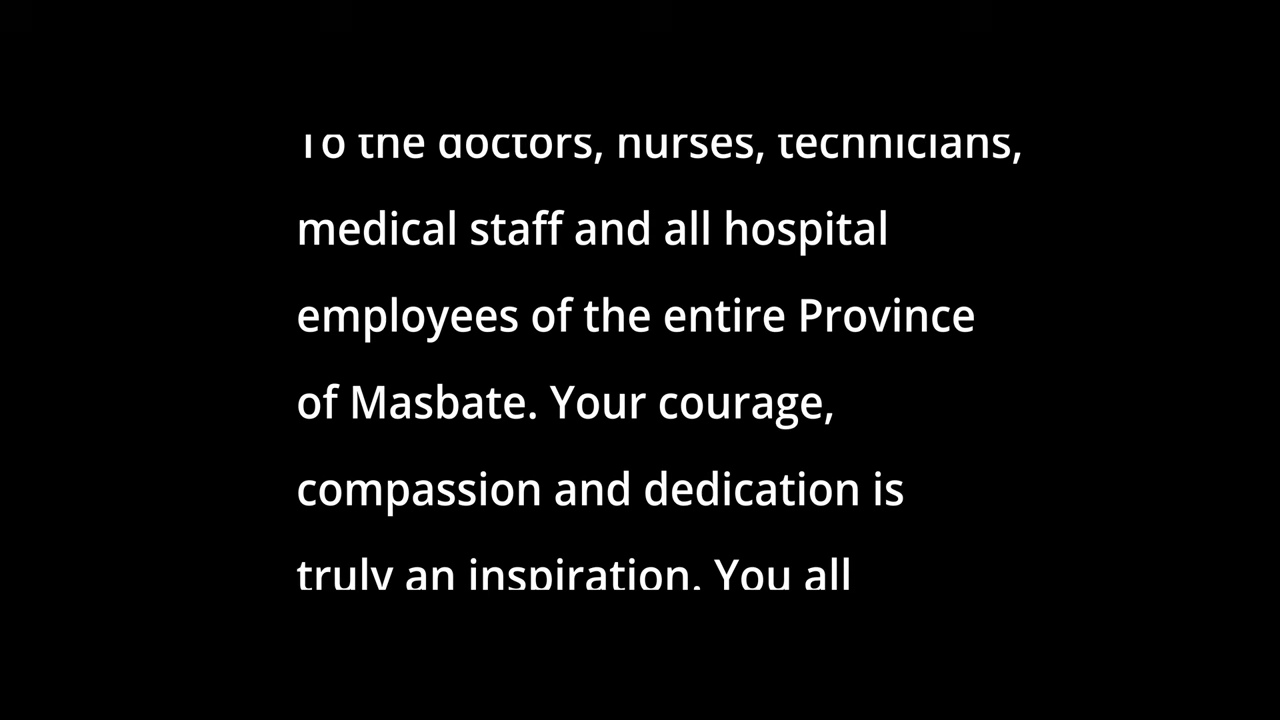 To the doctors, nurses, technicians,
medical staff and all hospital
employees of the entire Province
of Masbate. Your courage,
compassion and dedication is
truly an inspiration. You all